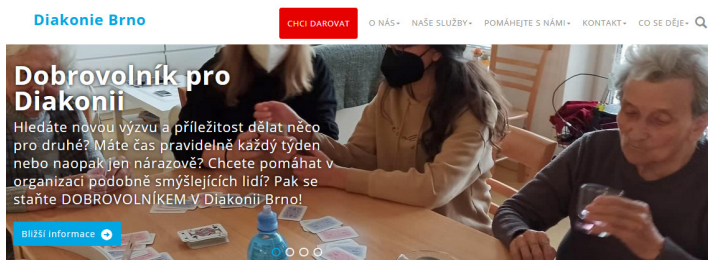 Diakonie Brno
CHCI DAROVAT
O NÁS
NAŠE SLUŽBY
POMÁHEJTE S NÁMI
KONTAKT
CO SE DĚJE
Dobrovolník pro
Diakonii
Hledáte novou výzvu a příležitost dělat něco
pro druhé? Máte čas pravidelně každý týden
nebo naopak jen nárazově? Chcete pomáhat v
organizaci podobně smýšlejících lidí? Pak se
staňte DOBROVOLNÍKEM V Diakonii Brno!
Bližší informace